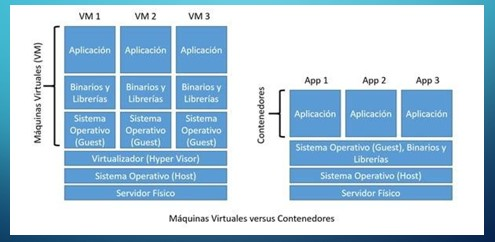 VM 1
VM 2
VM 3
Máquinas Virtuales (VM)
Aplicación
Aplicación
Aplicación
Binarios y
Librerías
Binarios y
Librerías
Binarios y
Librerías
Sistema
Operativo
(Guest)
Sistema
Operativo
(Guest)
Sistema
Operativo
(Guest)
Virtualizador (Hyper Visor)
Sistema Operativo (Host)
Servidor Físico
App 1
App 2
App 3
Contenedores
Aplicación
Aplicación
Aplicación
Sistema Operativo (Guest), Binarios y
Librerías
Sistema Operativo (Host)
Servidor Físico
Máquinas Virtuales versus Contenedores